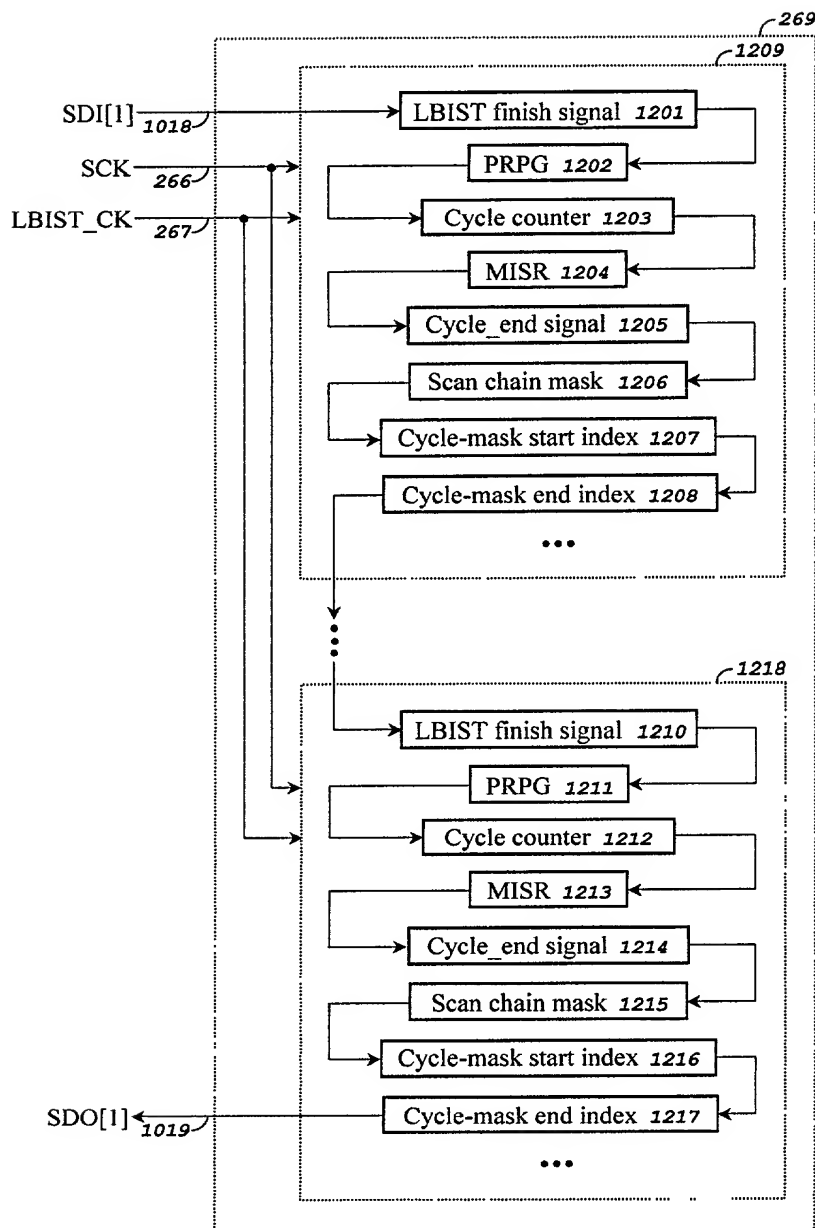 269
1209
SDI[1]
1018
LBIST finish signal 1201
SCK
266
PRPG 1202
LBIST_CK
267
Cycle counter 1203
MISR 1204
Cycle_end signal 1205
Scan chain mask 1206
Cycle-mask start index 1207
Cycle-mask end index 1208
•••
1218
LBIST finish signal 1210
PRPG 1211
Cycle counter 1212
MISR 1213
Cycle_end signal 1214
Scan chain mask 1215
Cycle-mask start index 1216
SDO[1]
1019
Cycle-mask end index 1217
•••